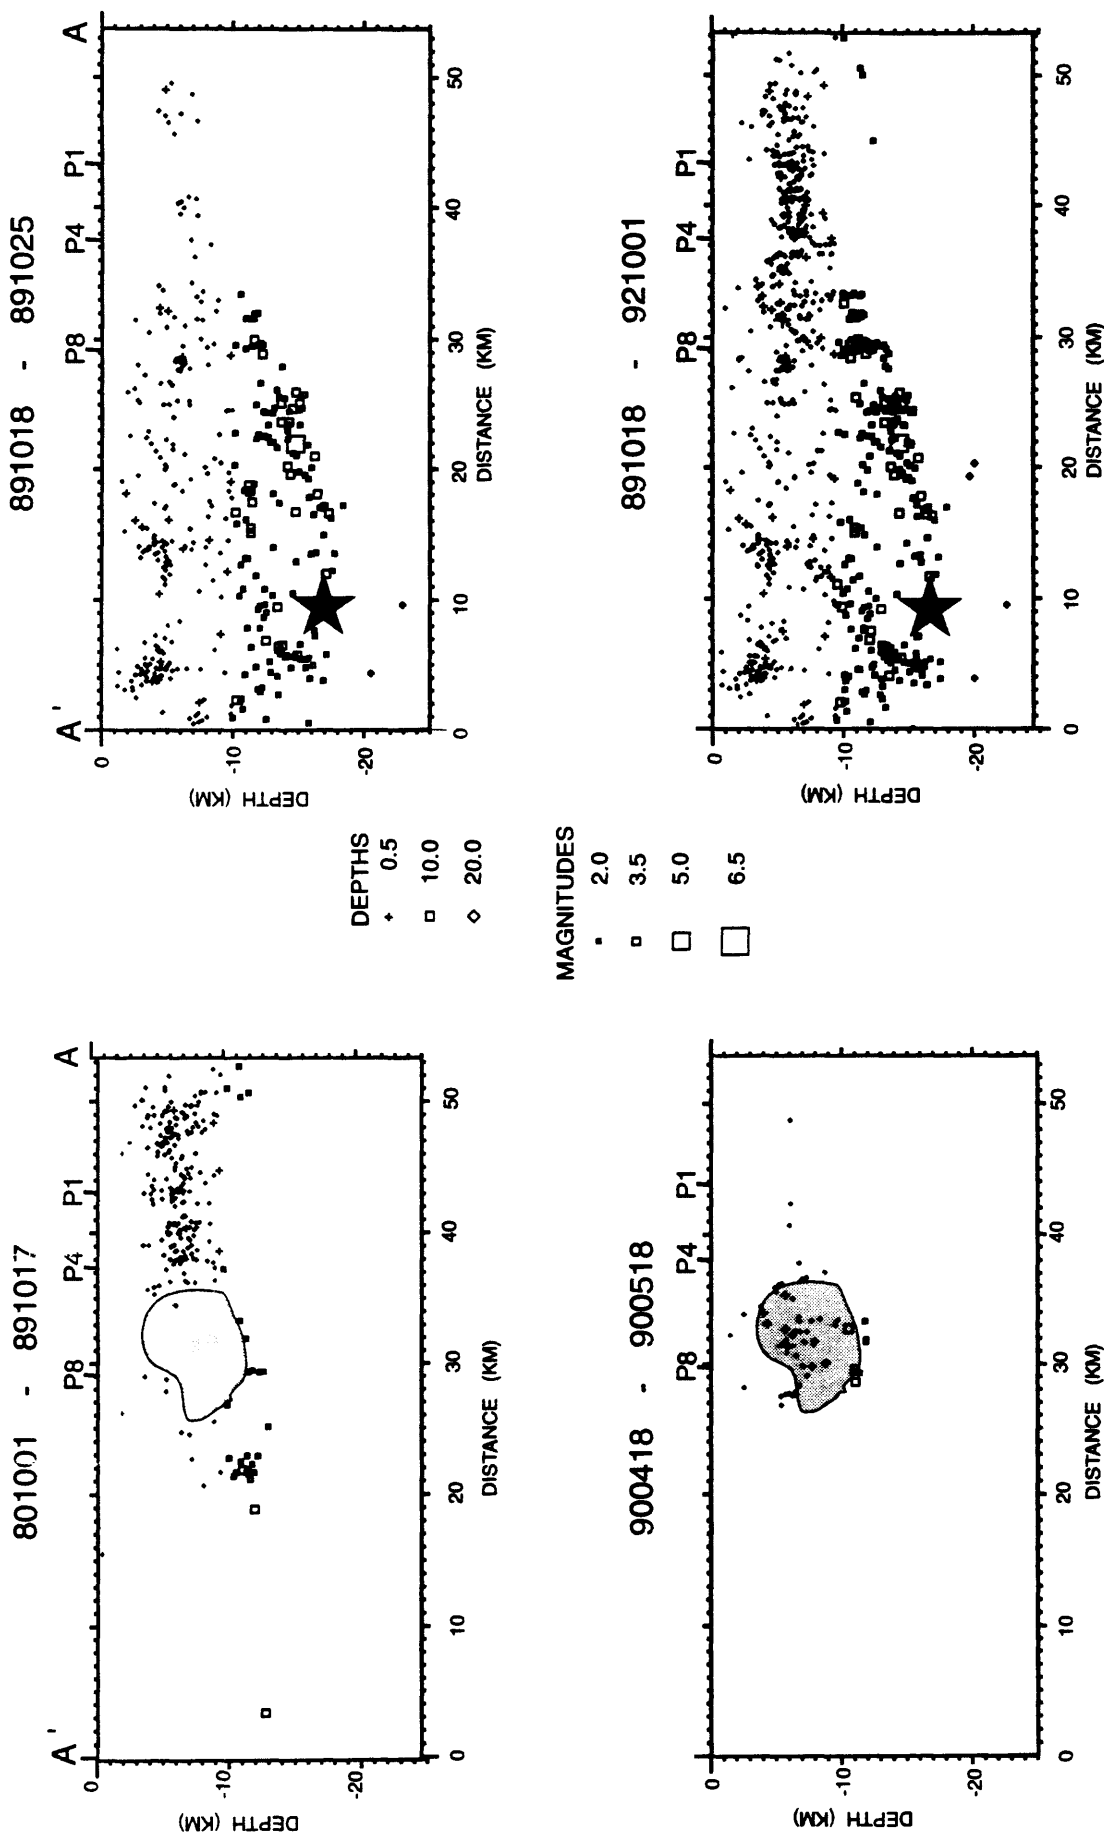 801001 - 891017
A' P8 P4 P1 A
0
-10
-20
DEPTH (KM)
0 10 20 30 40 50
DISTANCE (KM)
900418 - 900518
P8 P4 P1
0
-10
-20
DEPTH (KM)
0 10 20 30 40 50
DISTANCE (KM)
DEPTHS
0.5
10.0
20.0
MAGNITUDES
2.0
3.5
5.0
6.5
891018 - 891025
A' P8 P4 P1 A
0
-10
-20
DEPTH (KM)
0 10 20 30 40 50
DISTANCE (KM)
891018 - 921001
P8 P4 P1
0
-10
-20
DEPTH (KM)
0 10 20 30 40 50
DISTANCE (KM)